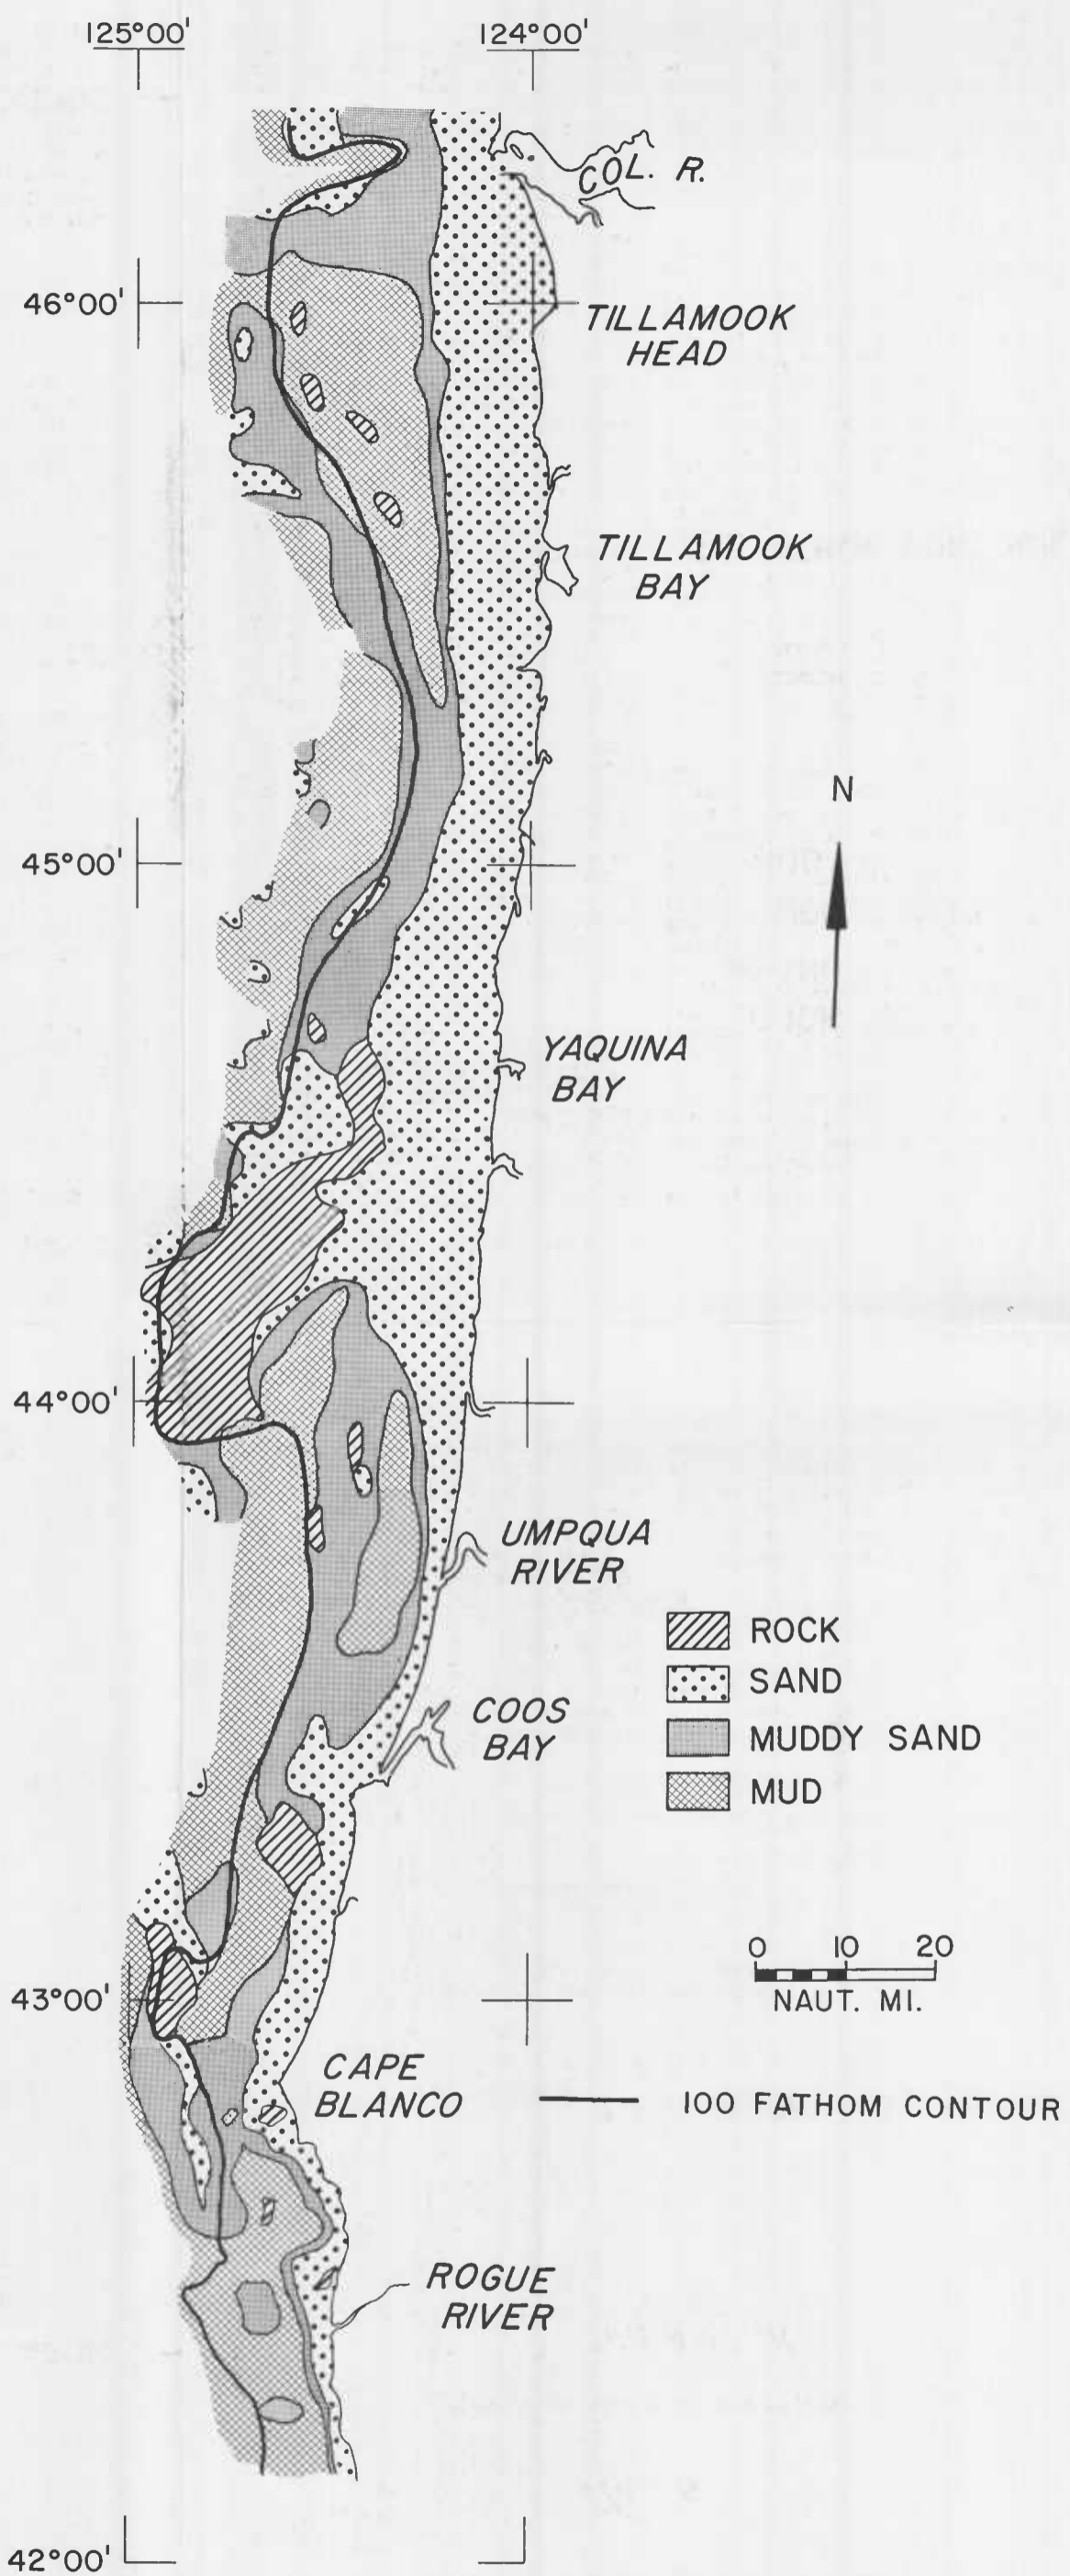 125°00'
124°00'
COL. R.
46°00'
TILLAMOOK
HEAD
TILLAMOOK
BAY
N
45°00'
YAQUINA
BAY
44°00'
UMPQUA
RIVER
ROCK
SAND
MUDDY SAND
MUD
COOS
BAY
0 10 20
NAUT. MI.
43°00'
CAPE
BLANCO
100 FATHOM CONTOUR
ROGUE
RIVER
42°00'